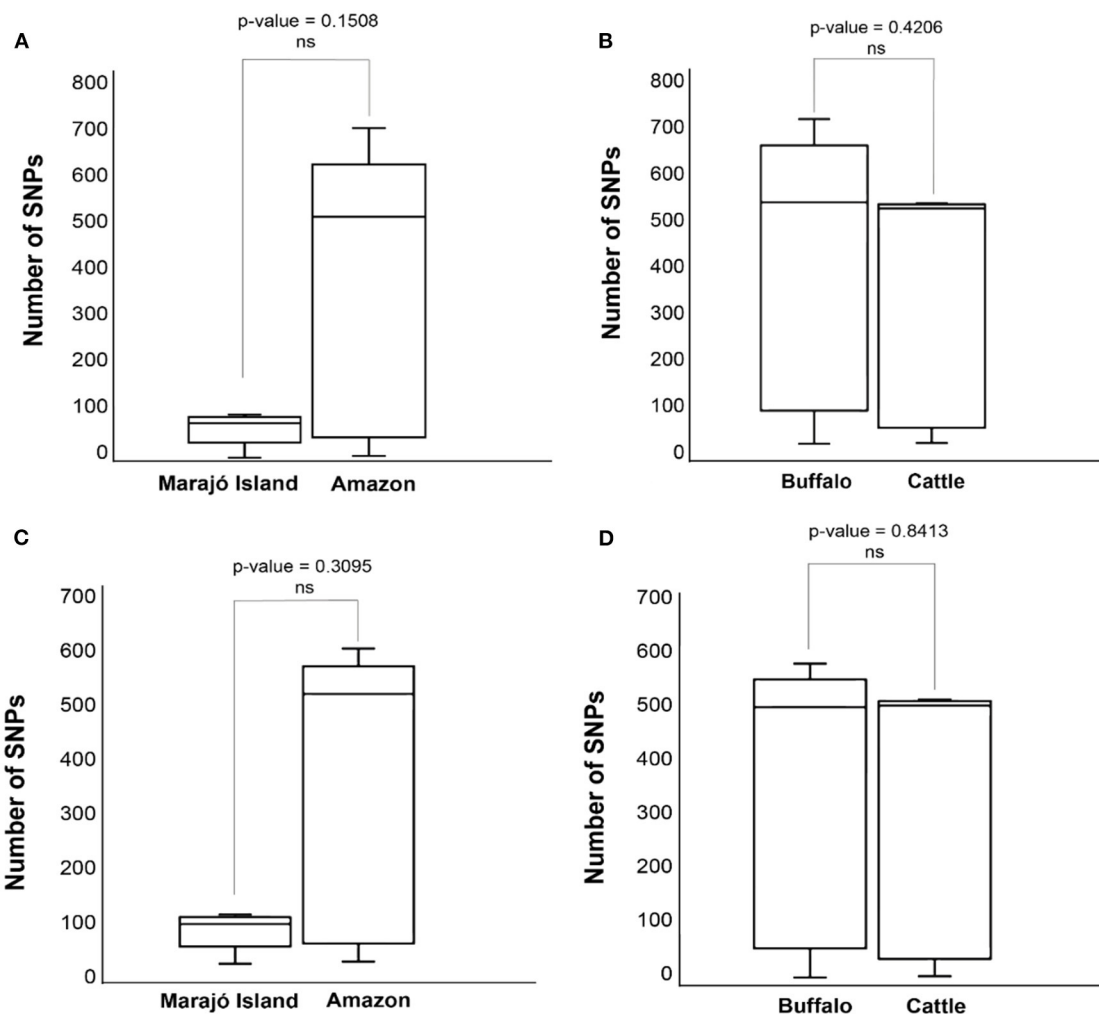 A
p-value = 0.1508
ns
800
700
600
500
400
300
200
100
0
Number of SNPs
Marajó Island
Amazon
B
p-value = 0.4206
ns
800
700
600
500
400
300
200
100
0
Number of SNPs
Buffalo
Cattle
C
p-value = 0.3095
ns
700
600
500
400
300
200
100
0
Number of SNPs
Marajó Island
Amazon
D
p-value = 0.8413
ns
700
600
500
400
300
200
100
0
Number of SNPs
Buffalo
Cattle